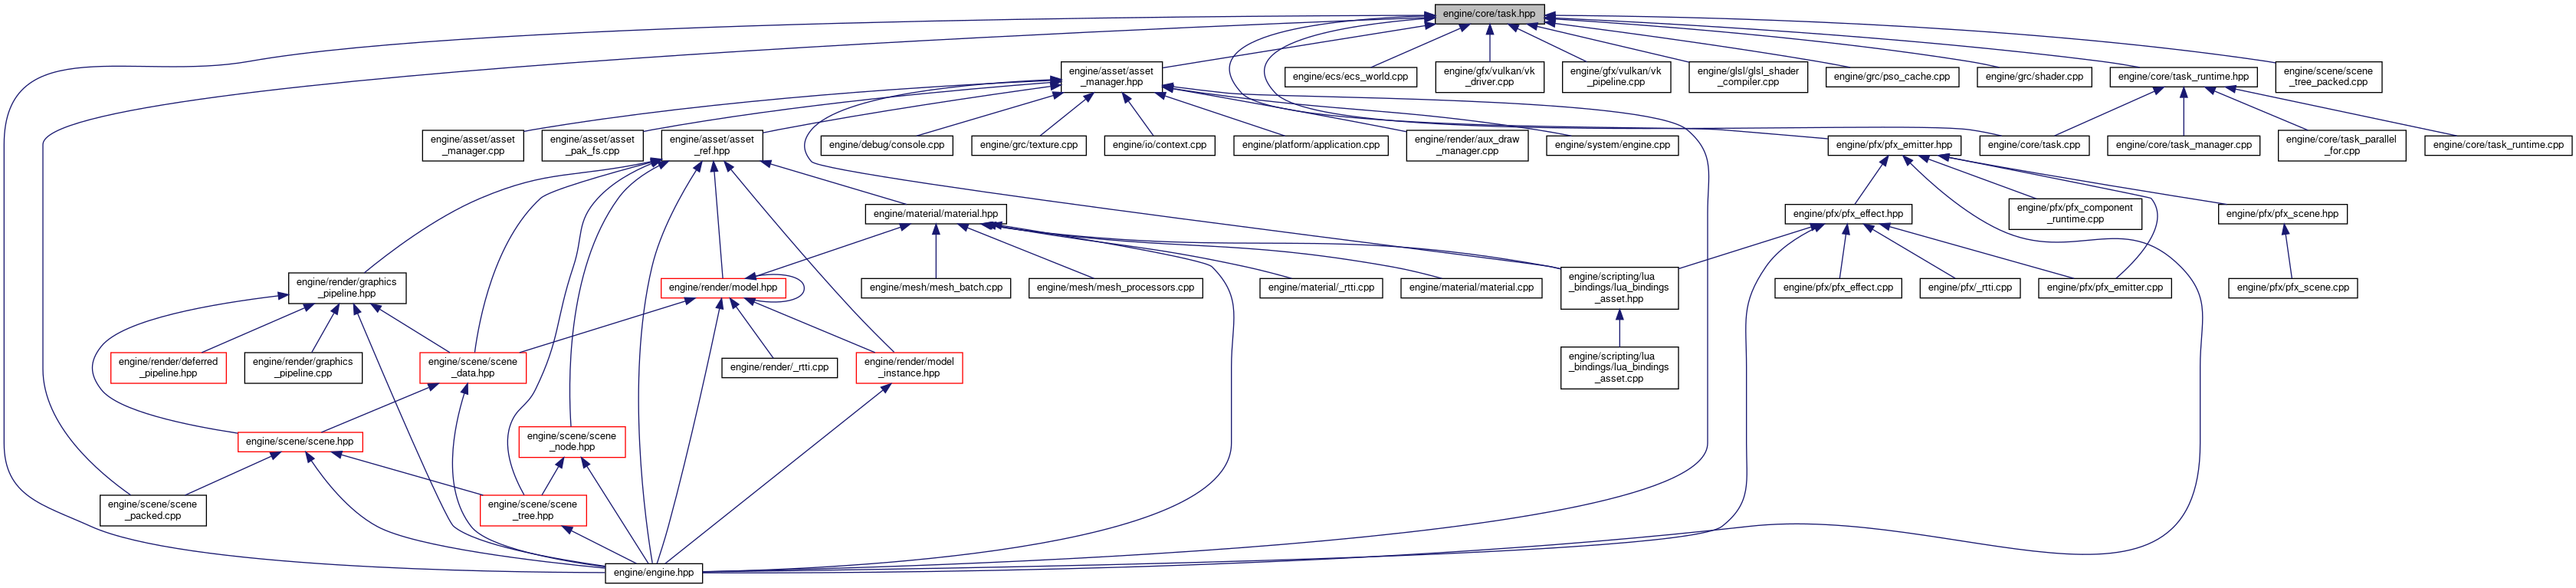 engine/core/task.hpp
engine/asset/asset
_manager.hpp
engine/ecs/ecs_world.cpp
engine/gfx/vulkan/vk
_driver.cpp
engine/gfx/vulkan/vk
_pipeline.cpp
engine/glsl/glsl_shader
_compiler.cpp
engine/grc/pso_cache.cpp
engine/grc/shader.cpp
engine/core/task_runtime.hpp
engine/scene/scene
_tree_packed.cpp
engine/asset/asset
_manager.cpp
engine/asset/asset
_pak_fs.cpp
engine/asset/asset
_ref.hpp
engine/debug/console.cpp
engine/grc/texture.cpp
engine/io/context.cpp
engine/platform/application.cpp
engine/render/aux_draw
_manager.cpp
engine/system/engine.cpp
engine/pfx/pfx_emitter.hpp
engine/core/task.cpp
engine/core/task_manager.cpp
engine/core/task_parallel
_for.cpp
engine/core/task_runtime.cpp
engine/material/material.hpp
engine/pfx/pfx_effect.hpp
engine/pfx/pfx_component
_runtime.cpp
engine/pfx/pfx_scene.hpp
engine/render/graphics
_pipeline.hpp
engine/render/model.hpp
engine/mesh/mesh_batch.cpp
engine/mesh/mesh_processors.cpp
engine/material/_rtti.cpp
engine/material/material.cpp
engine/scripting/lua
_bindings/lua_bindings
_asset.hpp
engine/pfx/pfx_effect.cpp
engine/pfx/_rtti.cpp
engine/pfx/pfx_emitter.cpp
engine/pfx/pfx_scene.cpp
engine/render/deferred
_pipeline.hpp
engine/render/graphics
_pipeline.cpp
engine/scene/scene
_data.hpp
engine/render/_rtti.cpp
engine/render/model
_instance.hpp
engine/scripting/lua
_bindings/lua_bindings
_asset.cpp
engine/scene/scene.hpp
engine/scene/scene
_node.hpp
engine/scene/scene
_packed.cpp
engine/scene/scene
_tree.hpp
engine/engine.hpp